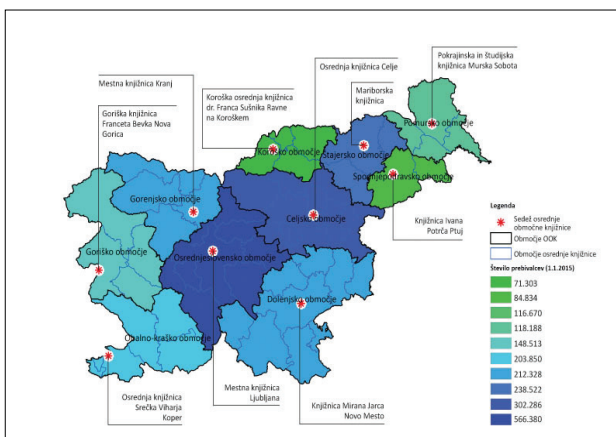 Pokrajinska in študijska
knjižnica Murska Sobota
Osrednja knjižnica Celje
Mestna knjižnica Kranj
Mariborska
knjižnica
Koroška osrednja knjižnica
dr. Franca Sušnika Ravne
na Koroškem
Goriška knjižnica
Franceta Bevka Nova
Gorica
Pomursko območje
Koroško območje
Štajersko območje
Spodnjepodravsko območje
Gorenjsko območje
Celjsko območje
Goriško območje
Osrednjeslovensko območje
Dolenjsko območje
Obalno-kraško območje
Knjižnica Ivana
Potrča Ptuj
Mestna knjižnica
Ljubljana
Osrednja knjižnica
Srečka Vilharja
Koper
Knjižnica Mirana Jarca
Novo Mesto
Legenda
Sedež osrednje
območne knjižnice
Območje OOK
Območje osrednje knjižnice
Število prebivalcev (1.1.2015)
71.303
84.834
116.670
118.188
148.513
203.850
212.328
238.522
302.286
566.380